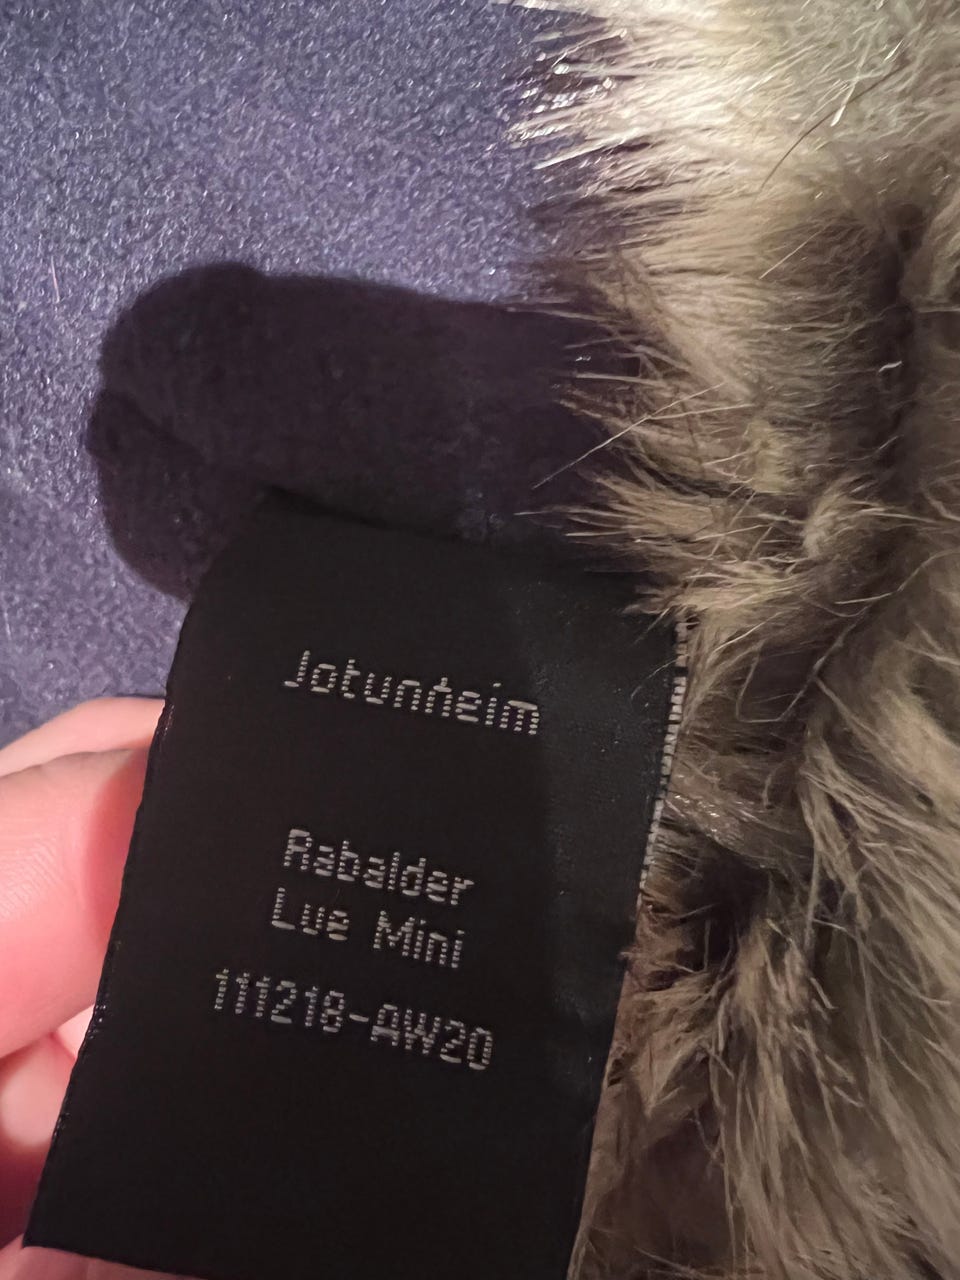 Jotunheim
Rabalder
Lue Mini
111218-AW20